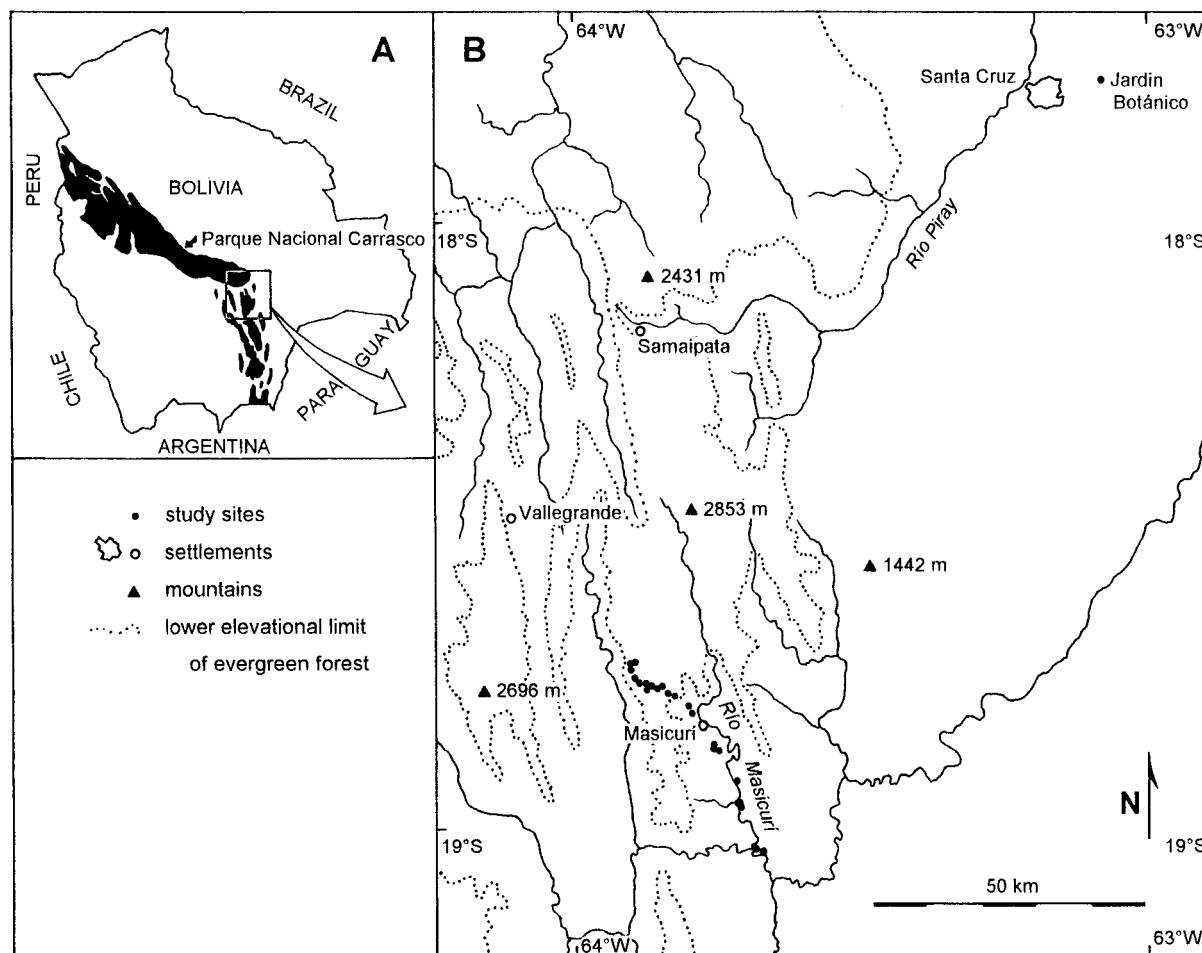 A
BRAZIL
PERU
BOLIVIA
Parque Nacional Carrasco
CHILE
PARAGUAY
ARGENTINA
study sites
settlements
mountains
lower elevational limit
of evergreen forest
B
64°W
63°W
Santa Cruz
Jardín
Botánico
Río Piray
18°S
18°S
2431 m
Samaipata
Vallegrande
2853 m
1442 m
2696 m
Masicurí
Río Masicurí
N
19°S
19°S
50 km
64°W
63°W